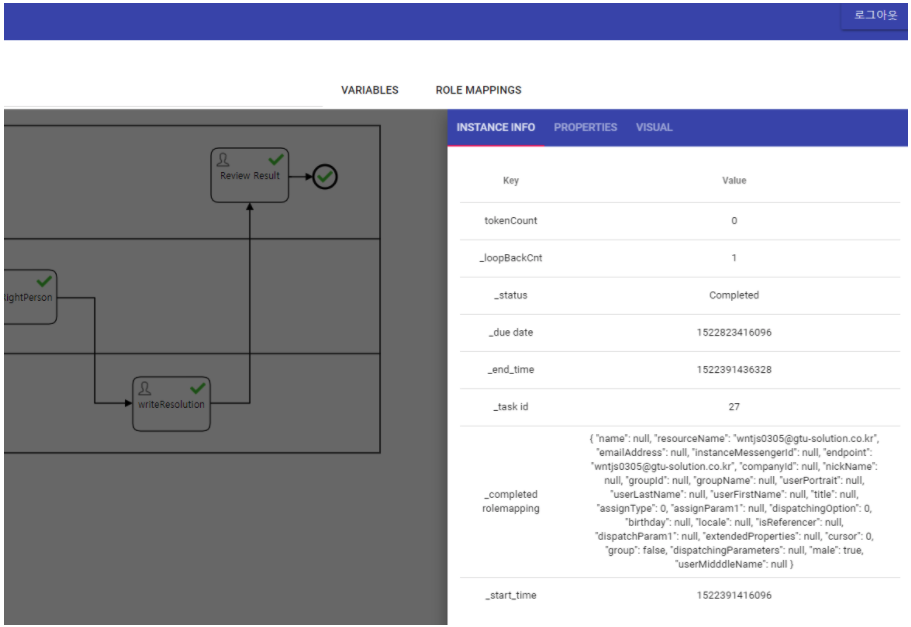 로그아웃
VARIABLES ROLE MAPPINGS
INSTANCE INFO PROPERTIES VISUAL
Review Result
ightPerson
writeResolution
Key Value
tokenCount 0
_loopBackCnt 1
_status Completed
_due date 1522823416096
_end_time 1522391436328
_task id 27
_completed
rolemapping
{ "name": null, "resourceName": "wntjs0305@gtu-solution.co.kr",
"emailAddress": null, "instanceMessengerId": null, "endpoint":
"wntjs0305@gtu-solution.co.kr", "companyId": null, "nickName":
null, "groupId": null, "groupName": null, "userPortrait": null,
"userLastName": null, "userFirstName": null, "title": null,
"assignType": 0, "assignParam1": null, "dispatchingOption": 0,
"birthday": null, "locale": null, "isReferencer": null,
"dispatchParam1": null, "extendedProperties": null, "cursor": 0,
"group": false, "dispatchingParameters": null, "male": true,
"userMidddleName": null }
_start_time 1522391416096